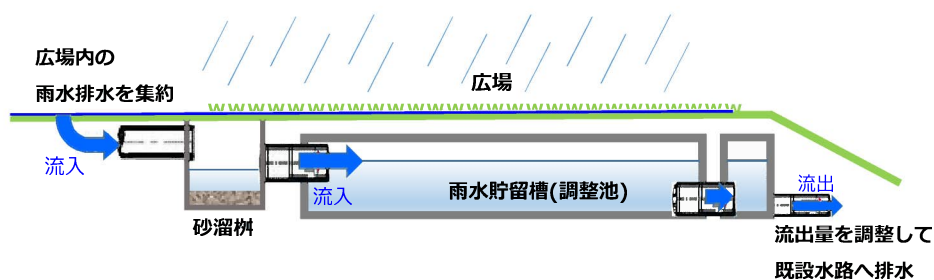 広場内の
雨水排水を集約
広場
流入
流入
雨水貯留槽(調整池)
砂溜桝
流出
流出量を調整して
既設水路へ排水